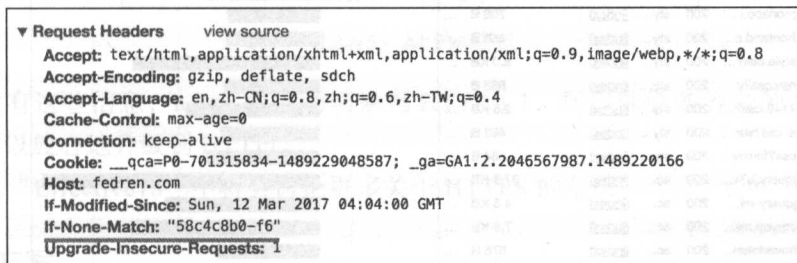 ▼ Request Headers view source
Accept: text/html,application/xhtml+xml,application/xml;q=0.9,image/webp,*/*;q=0.8
Accept-Encoding: gzip, deflate, sdch
Accept-Language: en,zh-CN;q=0.8,zh;q=0.6,zh-TW;q=0.4
Cache-Control: max-age=0
Connection: keep-alive
Cookie: __qca=P0-701315834-1489229048587; _ga=GA1.2.2046567987.1489220166
Host: fedren.com
If-Modified-Since: Sun, 12 Mar 2017 04:04:00 GMT
If-None-Match: "58c4c8b0-f6"
Upgrade-Insecure-Requests: 1